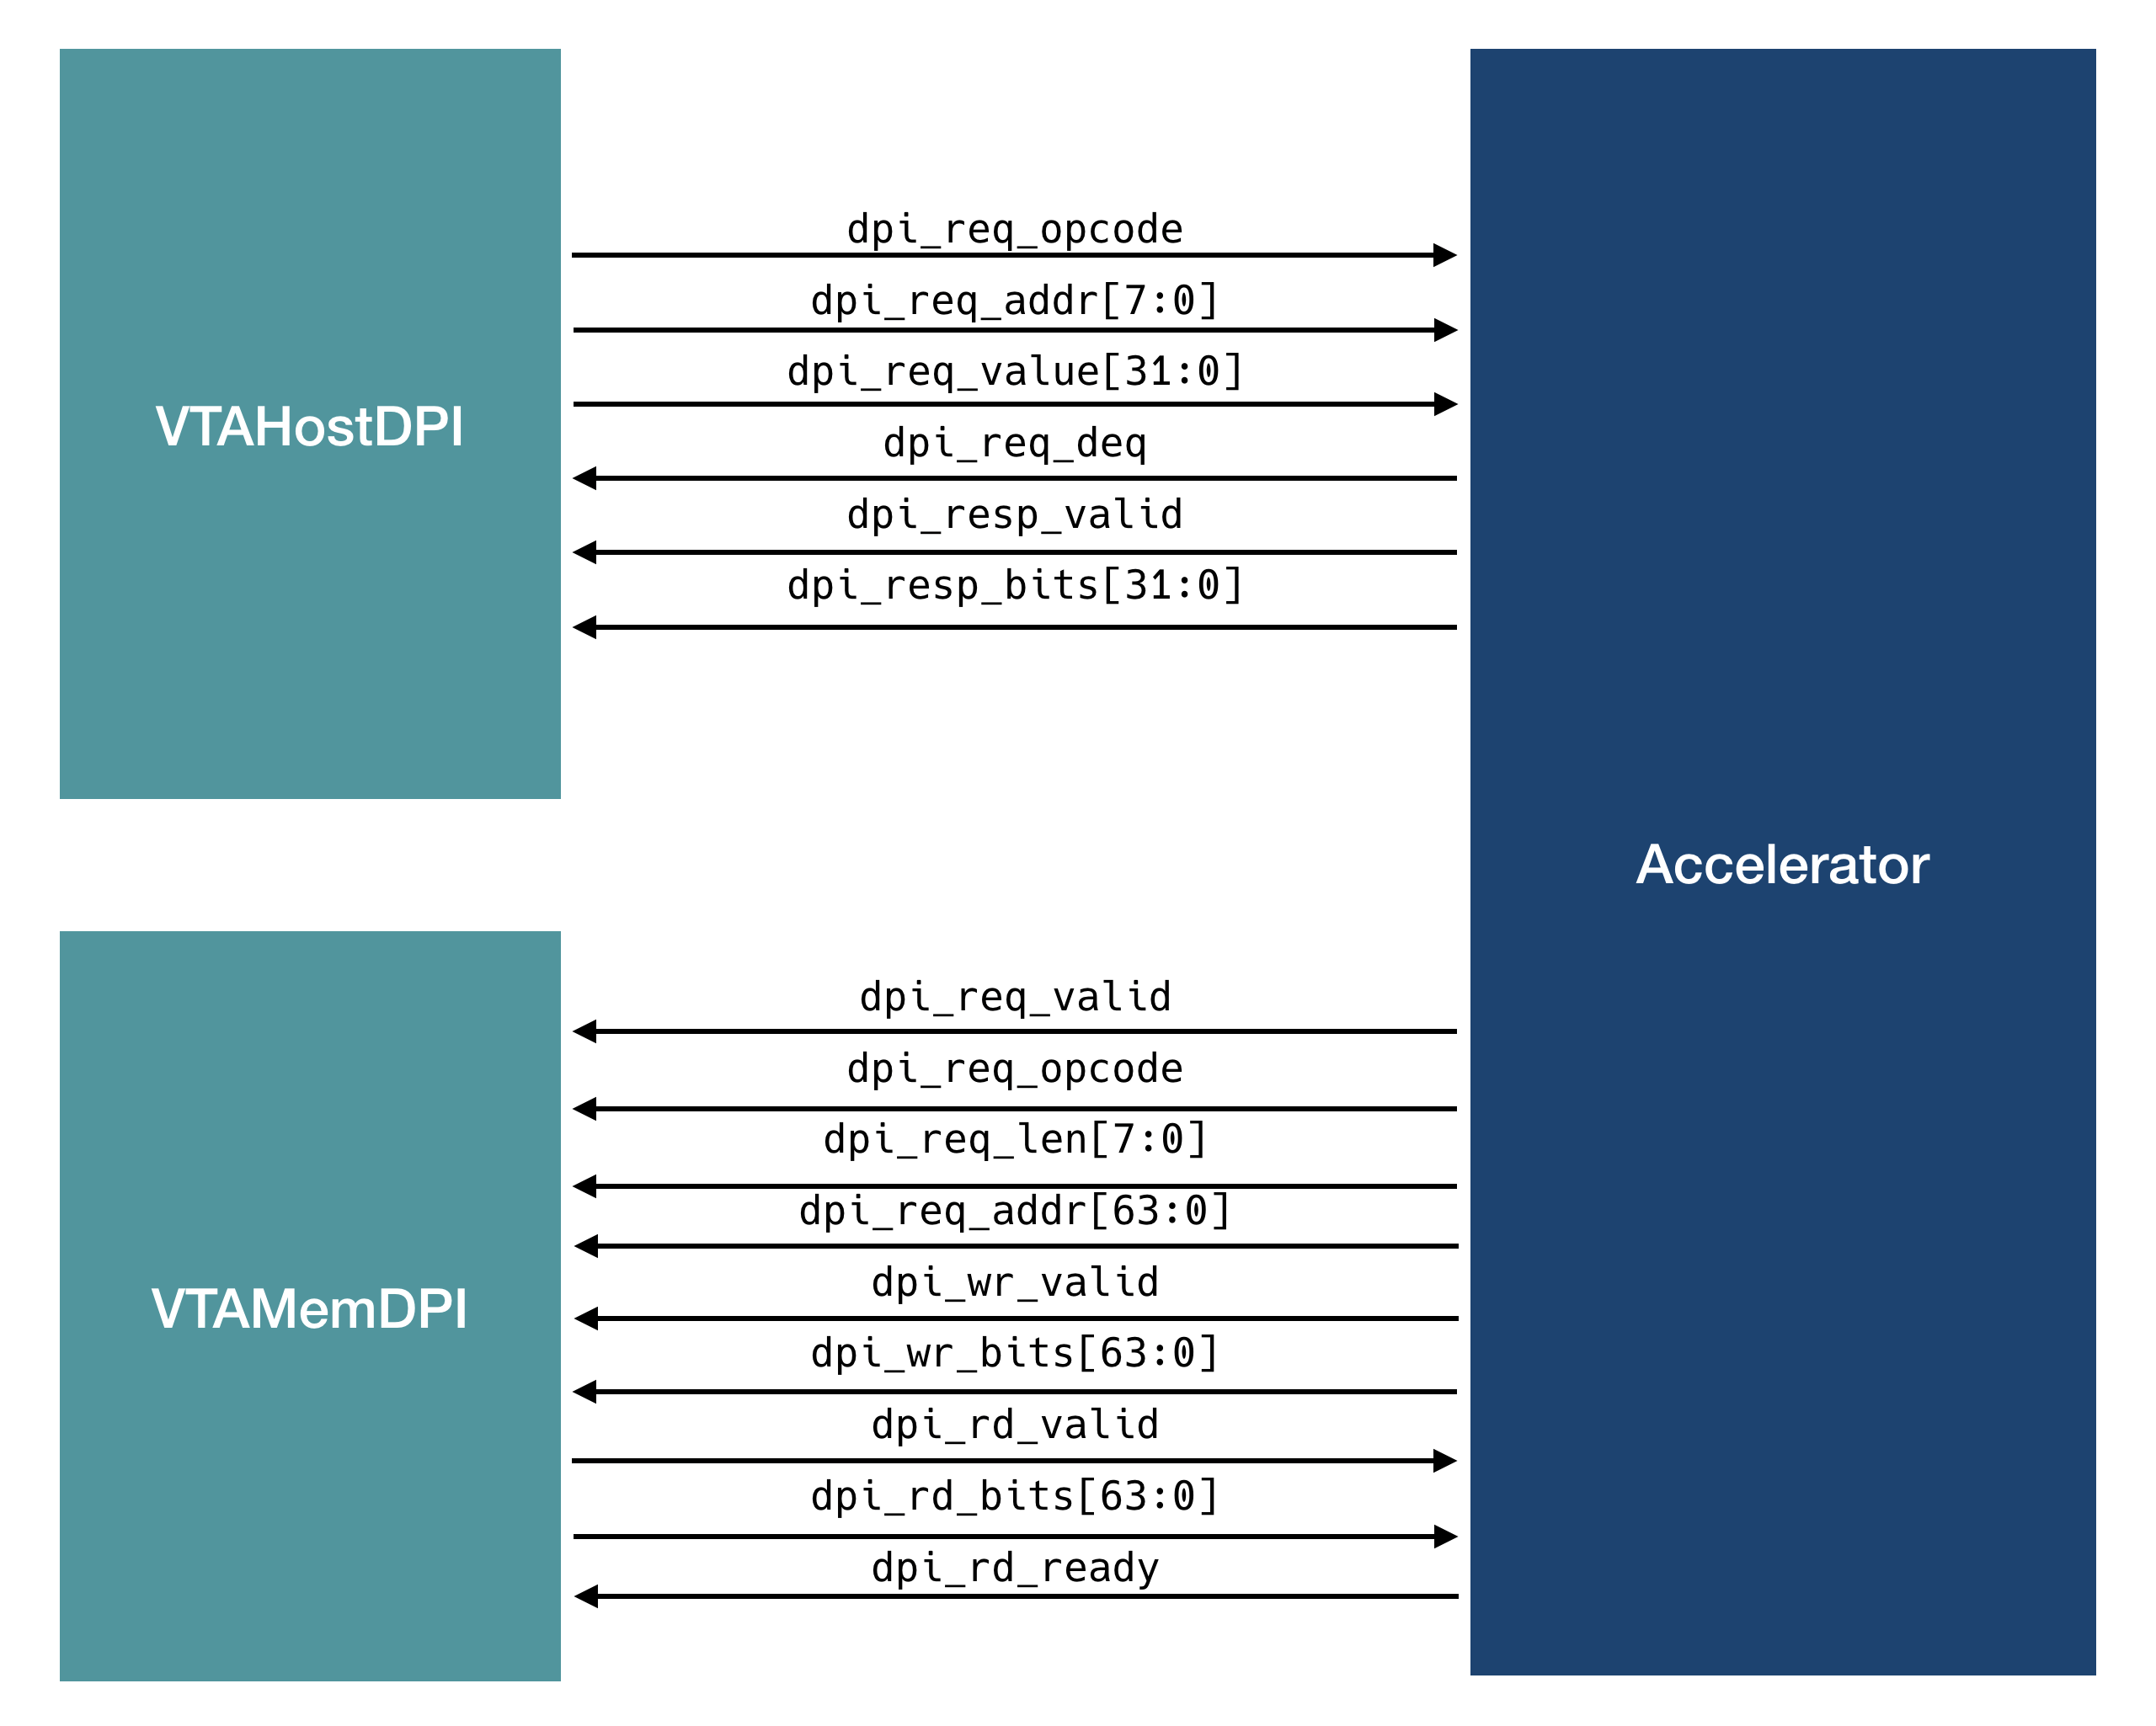 VTAHostDPI
dpi_req_opcode
dpi_req_addr[7:0]
dpi_req_value[31:0]
dpi_req_deq
dpi_resp_valid
dpi_resp_bits[31:0]
Accelerator
VTAMemDPI
dpi_req_valid
dpi_req_opcode
dpi_req_len[7:0]
dpi_req_addr[63:0]
dpi_wr_valid
dpi_wr_bits[63:0]
dpi_rd_valid
dpi_rd_bits[63:0]
dpi_rd_ready